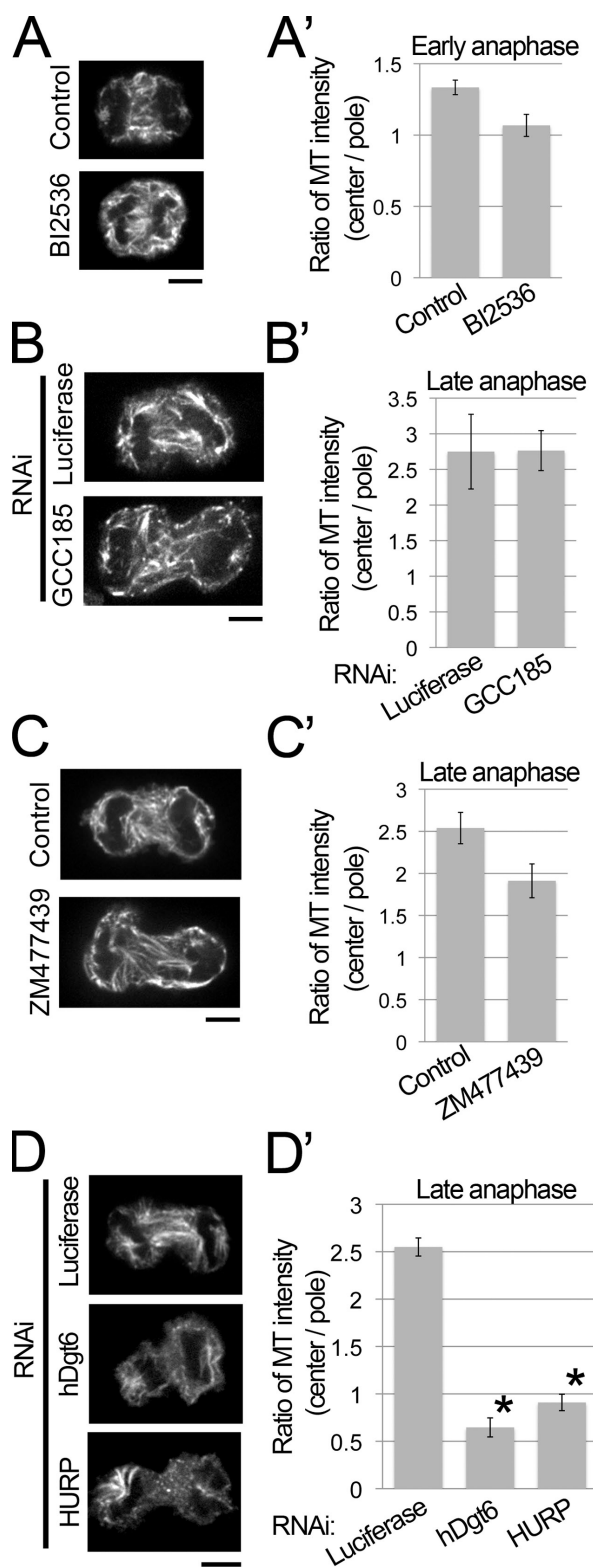 A
Control
BI2536
A'
Early anaphase
Ratio of MT intensity
(center / pole)
1.5
1
0.5
0
Control
BI2536
B
RNAi
Luciferase
GCC185
B'
Late anaphase
Ratio of MT intensity
(center / pole)
3.5
3
2.5
2
1.5
1
0.5
0
RNAi:
Luciferase
GCC185
C
Control
ZM477439
C'
Late anaphase
Ratio of MT intensity
(center / pole)
3
2.5
2
1.5
1
0.5
0
Control
ZM477439
D
RNAi
Luciferase
hDgt6
HURP
D'
Late anaphase
Ratio of MT intensity
(center / pole)
3
2.5
2
1.5
1
0.5
0
*
*
RNAi:
Luciferase
hDgt6
HURP